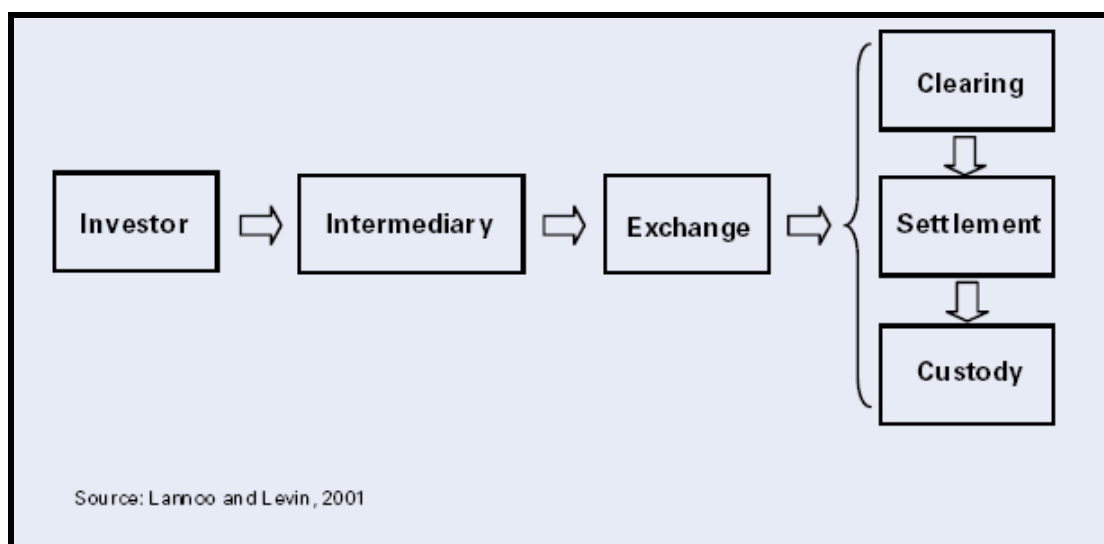 Investor
Intermediary
Exchange
Clearing
Settlement
Custody
Source: Lannoo and Levin, 2001